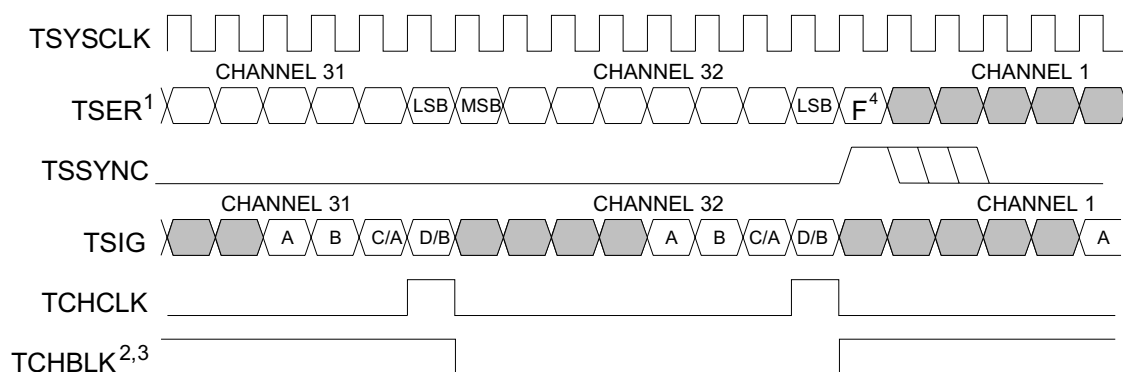 TSYSCLK
CHANNEL 31 CHANNEL 32 CHANNEL 1
TSER1 LSB MSB LSB F4
TSSYNC
CHANNEL 31 CHANNEL 32 CHANNEL 1
TSIG A B C/A D/B A B C/A D/B A
TCHCLK
TCHBLK2,3